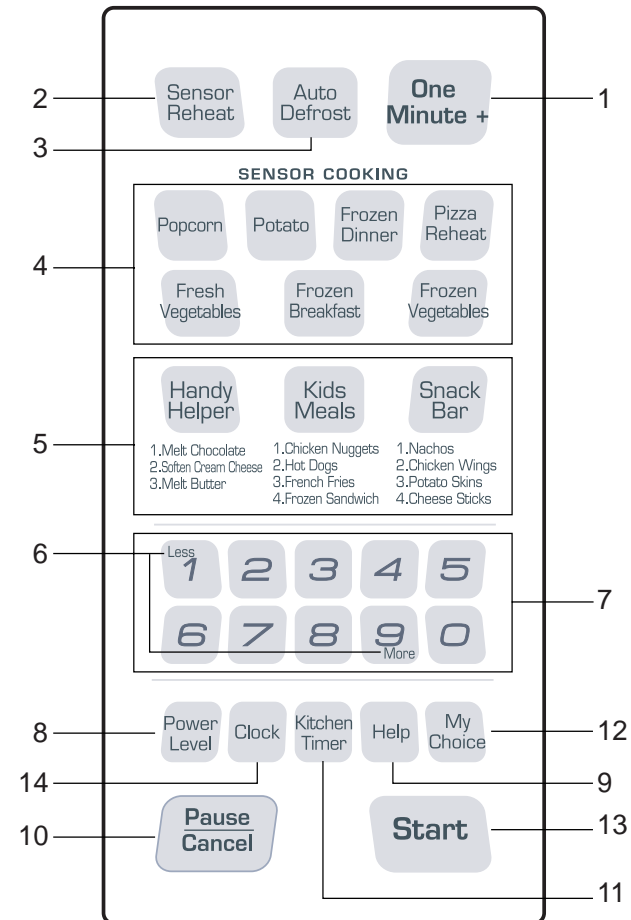 2
Sensor
Reheat
Auto
Defrost
One
Minute +
1
3
SENSOR COOKING
4
Popcorn
Potato
Frozen
Dinner
Pizza
Reheat
Fresh
Vegetables
Frozen
Breakfast
Frozen
Vegetables
5
Handy
Helper
1.Melt Chocolate
2.Soften Cream Cheese
3.Melt Butter
Kids
Meals
1.Chicken Nuggets
2.Hot Dogs
3.French Fries
4.Frozen Sandwich
Snack
Bar
1.Nachos
2.Chicken Wings
3.Potato Skins
4.Cheese Sticks
6
Less
1 2 3 4 5
7
6 7 8 9 0
More
8
Power
Level
Clock
Kitchen
Timer
Help
My
Choice
12
14
9
10
Pause
Cancel
Start
13
11